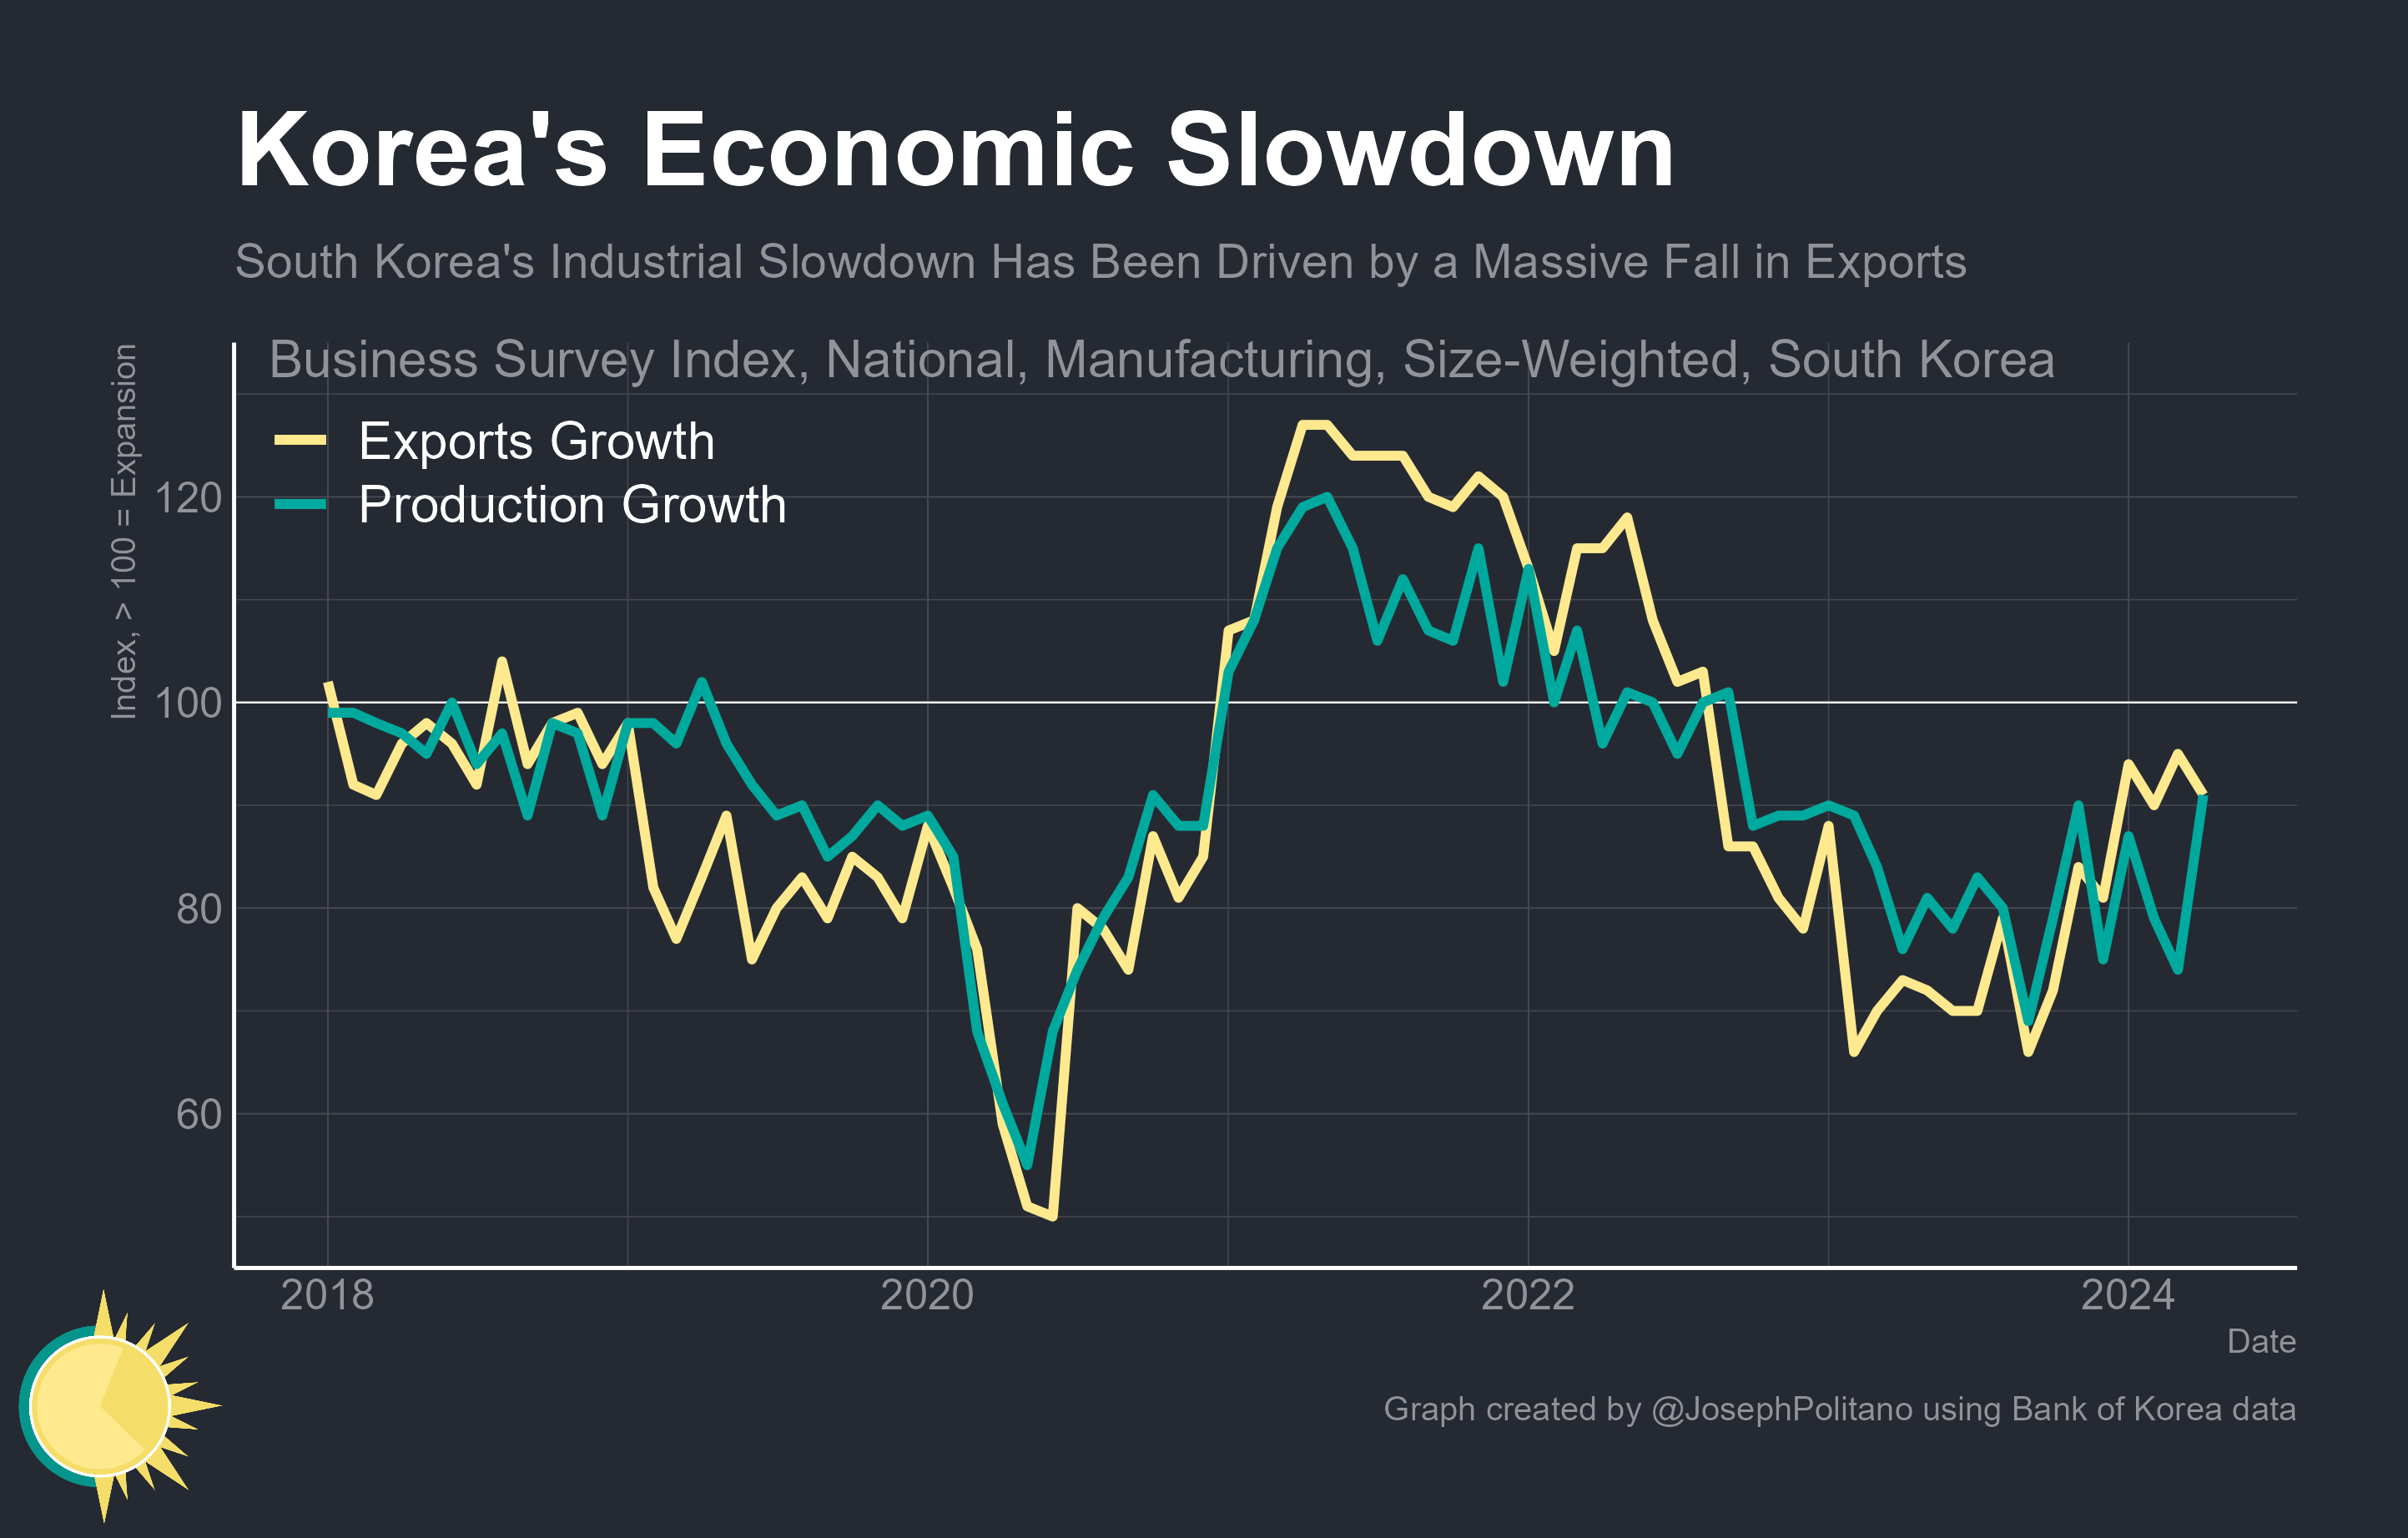 Korea's Economic Slowdown
South Korea's Industrial Slowdown Has Been Driven by a Massive Fall in Exports
Business Survey Index, National, Manufacturing, Size-Weighted, South Korea
Index, > 100 = Expansion
Exports Growth
Production Growth
120
100
80
60
2018 2020 2022 2024
Date
Graph created by @JosephPolitano using Bank of Korea data